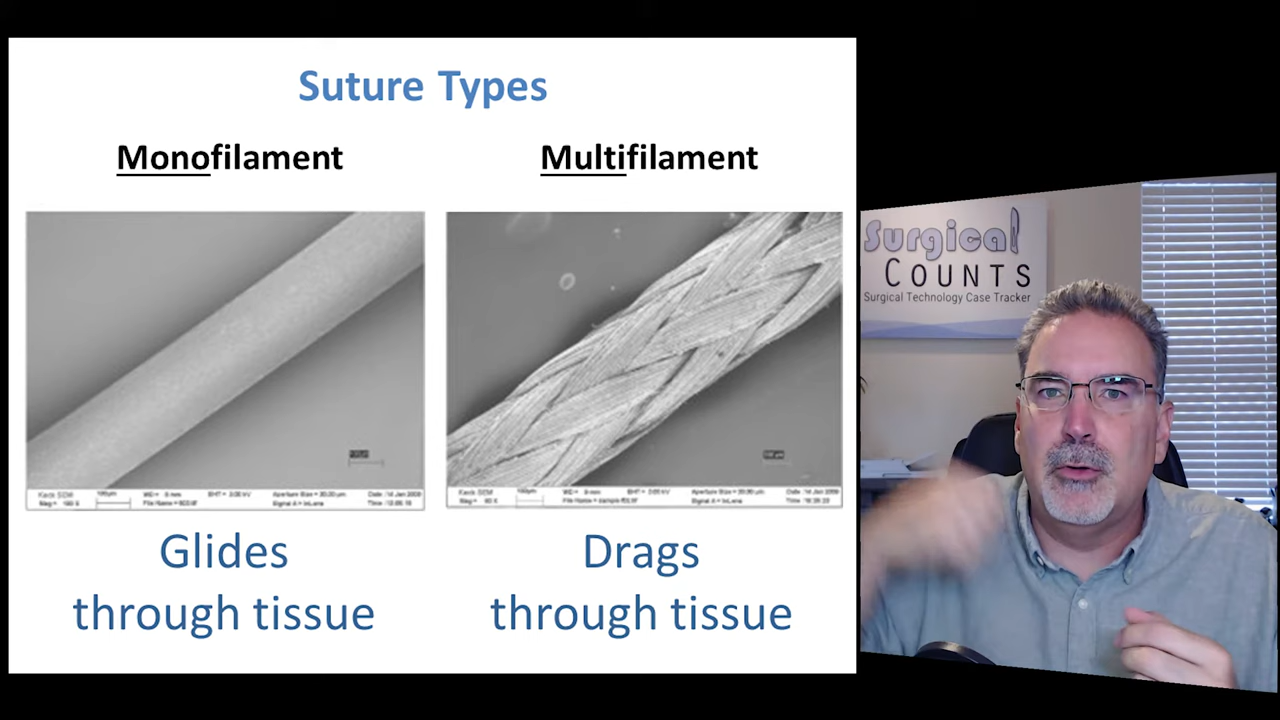 Suture Types
Monofilament
Multifilament
Glides
through tissue
Drags
through tissue
Surgical
COUNTS
Surgical Technology Case Tracker